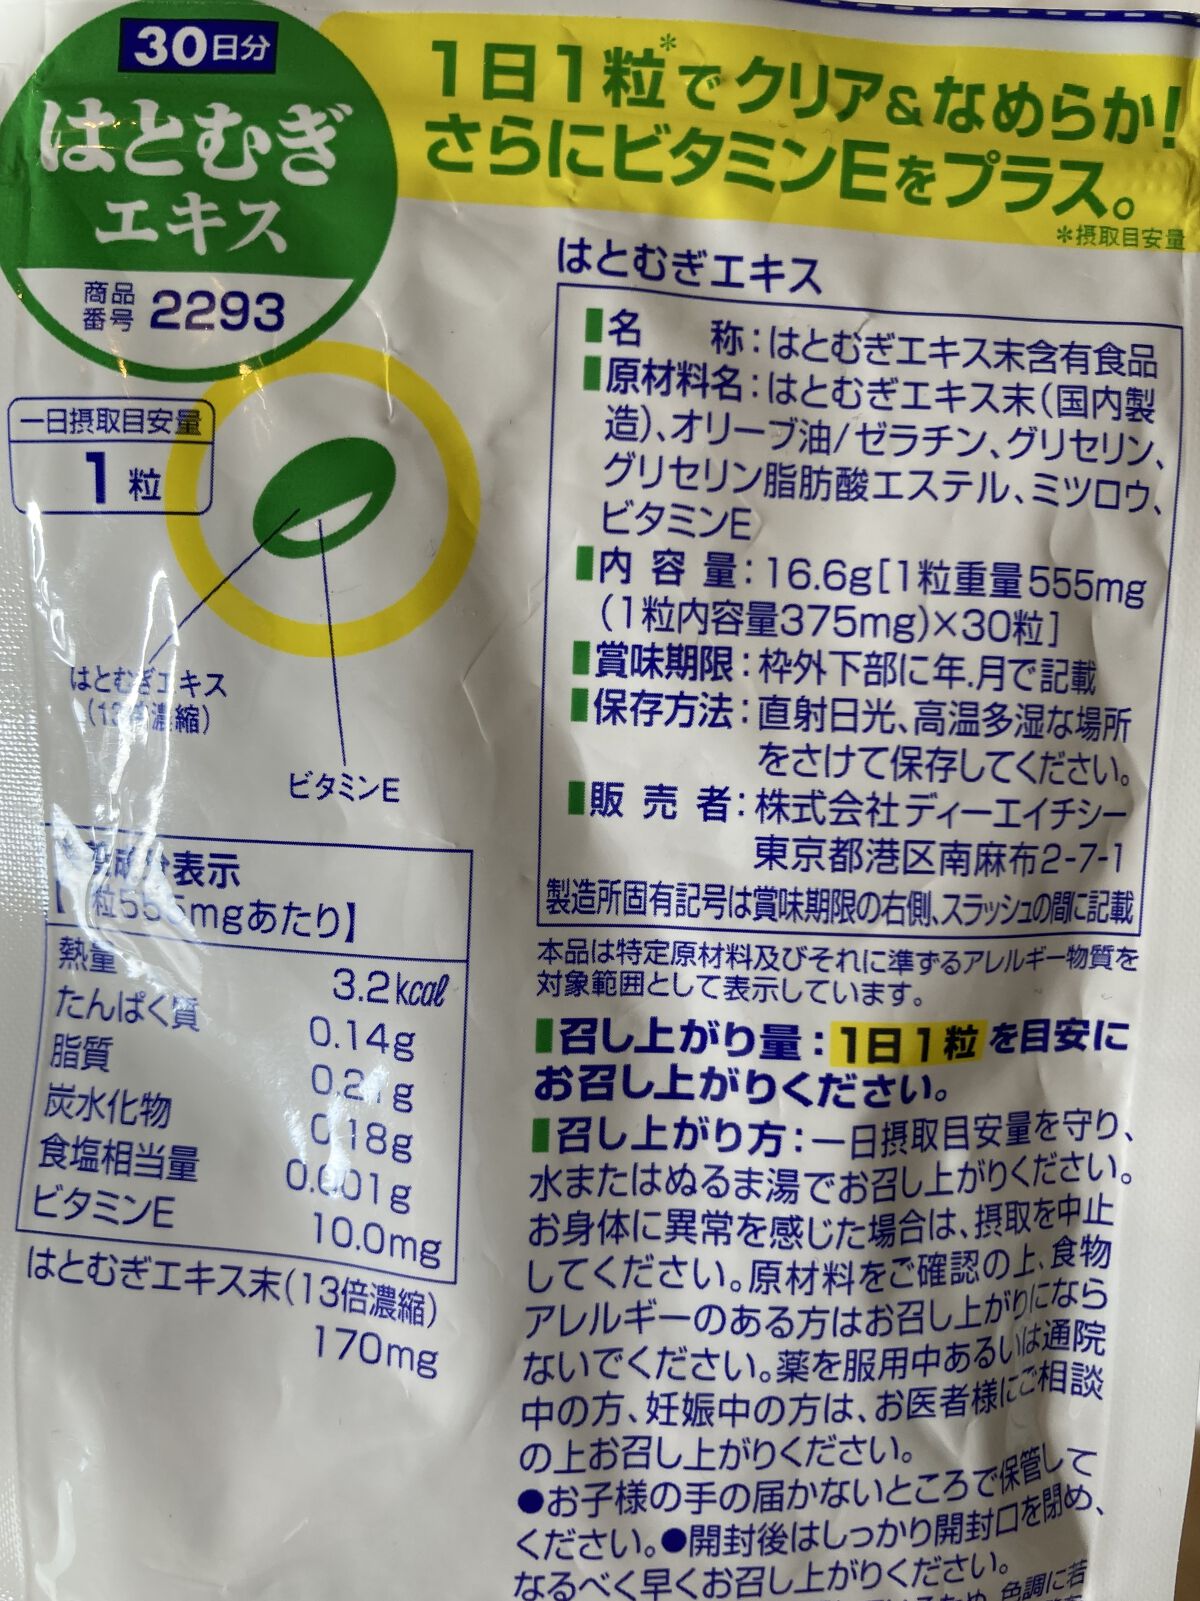 30日分
はとむぎ
エキス
商品
番号 2293
1日1粒*でクリア&なめらか!
さらにビタミンEをプラス。
*摂取目安量
一日摂取目安量
1粒
はとむぎエキス
(13倍濃縮)
ビタミンE
栄養成分表示
【1粒555mgあたり】
熱量 3.2kcal
たんぱく質 0.14g
脂質 0.21g
炭水化物 0.18g
食塩相当量 0.001g
ビタミンE 10.0mg
はとむぎエキス末(13倍濃縮)
170mg
はとむぎエキス
名 称:はとむぎエキス末含有食品
原材料名:はとむぎエキス末(国内製
造)、オリーブ油/ゼラチン、グリセリン、
グリセリン脂肪酸エステル、ミツロウ、
ビタミンE
内容量:16.6g[1粒重量555mg
(1粒内容量375mg)×30粒]
賞味期限:枠外下部に年.月で記載
保存方法:直射日光、高温多湿な場所
をさけて保存してください。
販売者:株式会社ディーエイチシー
東京都港区南麻布2-7-1
製造所固有記号は賞味期限の右側、スラッシュの間に記載
本品は特定原材料及びそれに準ずるアレルギー物質を
対象範囲として表示しています。
召し上がり量:1日1粒を目安に
お召し上がりください。
召し上がり方:一日摂取目安量を守り、
水またはぬるま湯でお召し上がりください。
お身体に異常を感じた場合は、摂取を中止
してください。原材料をご確認の上、食物
アレルギーのある方はお召し上がりになら
ないでください。薬を服用中あるいは通院
中の方、妊娠中の方は、お医者様にご相談
の上お召し上がりください。
●お子様の手の届かないところで保管して
ください。●開封後はしっかり開封口を閉め、
なるべく早くお召し上がりください。
色調に若